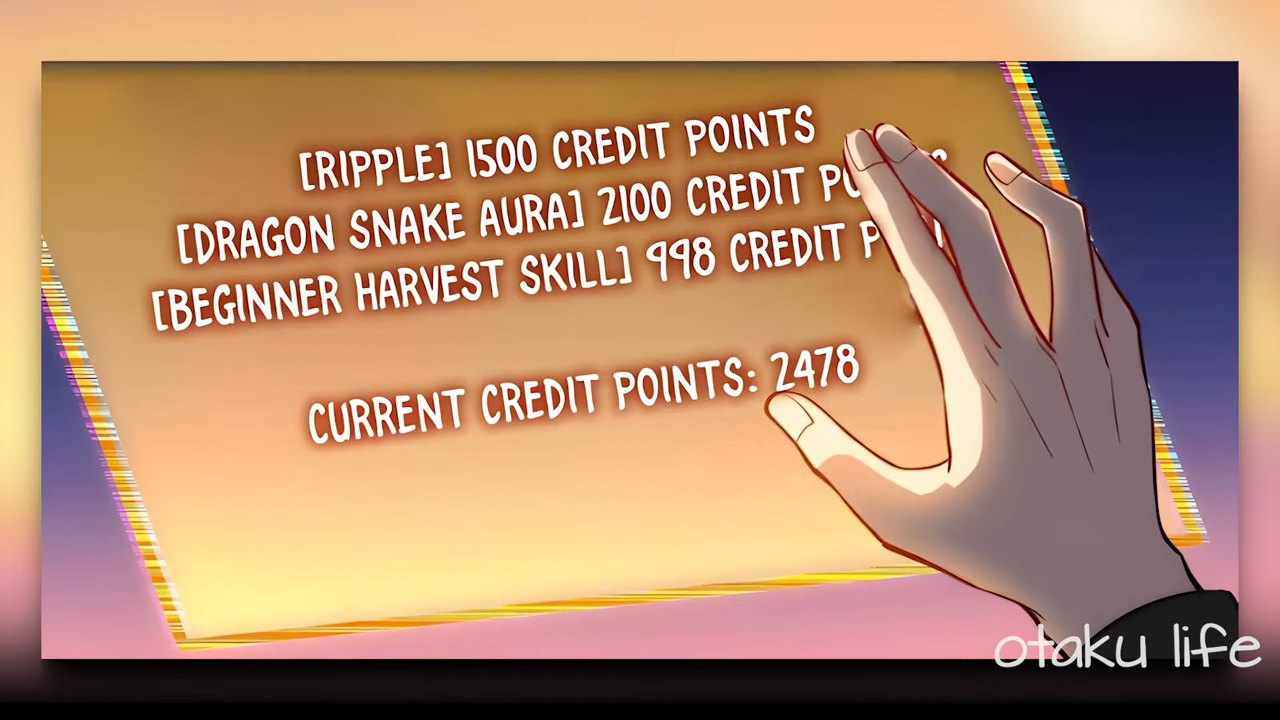 [RIPPLE] 1500 CREDIT POINTS
[DRAGON SNAKE AURA] 2100 CREDIT
[BEGINNER HARVEST SKILL] 998 CREDIT
CURRENT CREDIT POINTS: 2478
otaku life